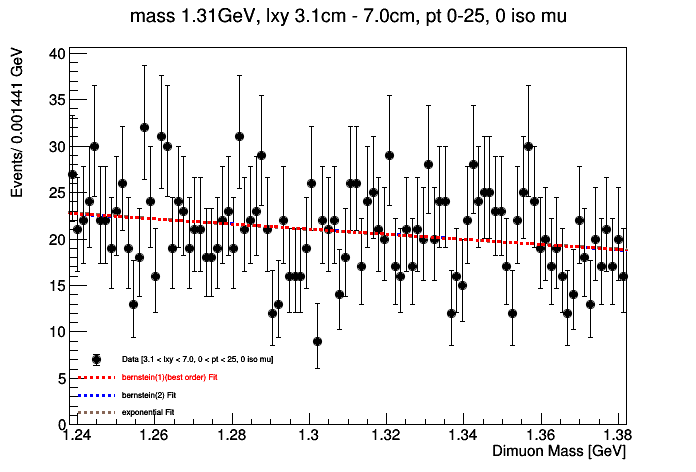 mass 1.31GeV, lxy 3.1cm - 7.0cm, pt 0-25, 0 iso mu
Events/ 0.001441 GeV
40
35
30
25
20
15
10
5
0
Data [3.1 < lxy < 7.0, 0 < pt < 25, 0 iso mu]
bernstein(1)(best order) Fit
bernstein(2) Fit
exponential Fit
1.24 1.26 1.28 1.3 1.32 1.34 1.36 1.38
Dimuon Mass [GeV]